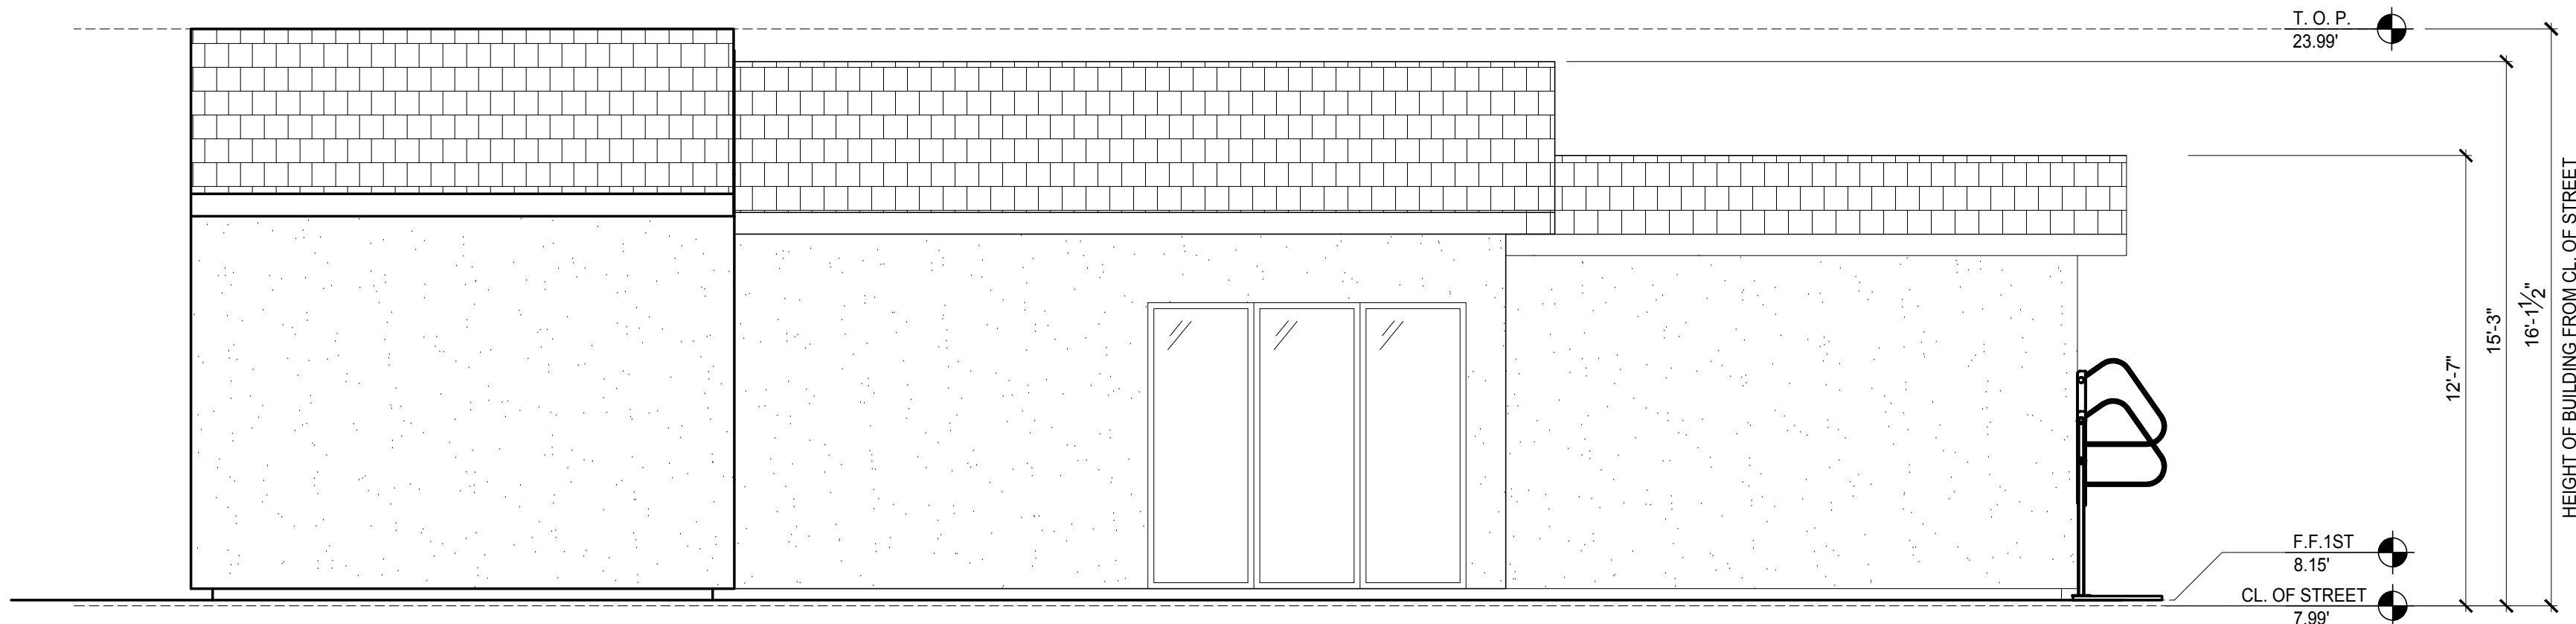 T. O. P.
23.99'
12'-7"
15'-3"
16'-1½"
HEIGHT OF BUILDING FROM CL. OF STREET
F.F.1ST
8.15'
CL. OF STREET
7.99'